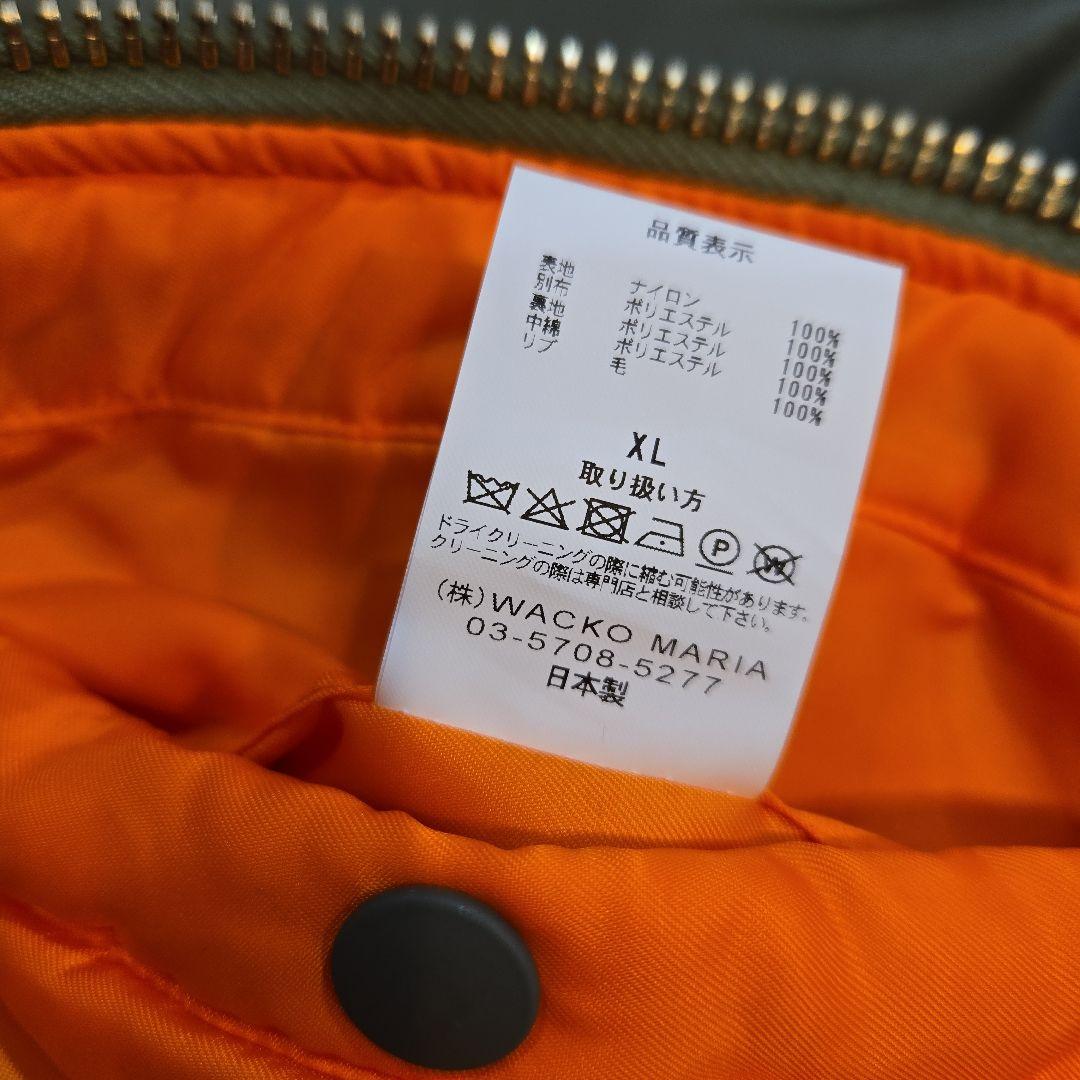 品質表示
表地 ナイロン 100%
別布 ポリエステル 100%
裏地 ポリエステル 100%
中綿 ポリエステル 100%
リブ 毛 100%
XL
取り扱い方
P W
ドライクリーニングの際に縮む可能性があります。
クリーニングの際は専門店と相談して下さい。
(株)WACKO MARIA
03-5708-5277
日本製